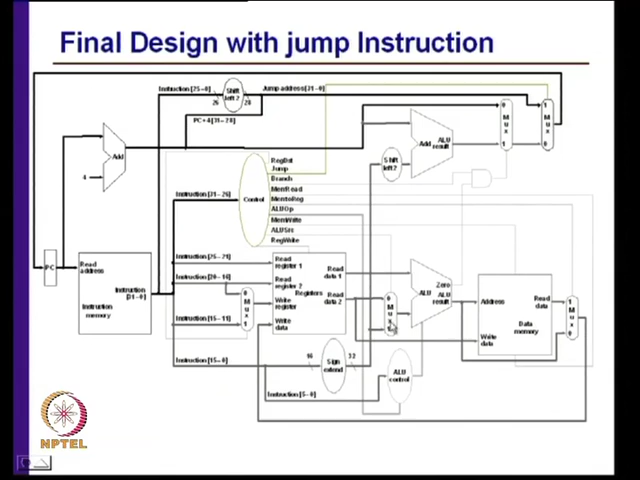 Final Design with jump Instruction
Instruction [25–0]
Shift
left 2
Jump address [31–0]
26
28
PC+4 [31–28]
Add
4
0
M
u
x
1
1
M
u
x
0
Add
ALU
result
Shift
left 2
RegDst
Jump
Branch
MemRead
MemtoReg
ALUOp
MemWrite
ALUSrc
RegWrite
Control
Instruction [31–26]
PC
Read
address
Instruction
[31–0]
Instruction
memory
Instruction [25–21]
Instruction [20–16]
Instruction [15–11]
0
M
u
x
1
Read
register 1
Read
register 2
Registers
Write
register
Write
data
Read
data 1
Read
data 2
0
M
u
x
1
Zero
ALU
ALU
result
Address
Write
data
Read
data
Data
memory
1
M
u
x
0
Instruction [15–0]
16
Sign
extend
32
ALU
control
Instruction [5–0]
NPTEL